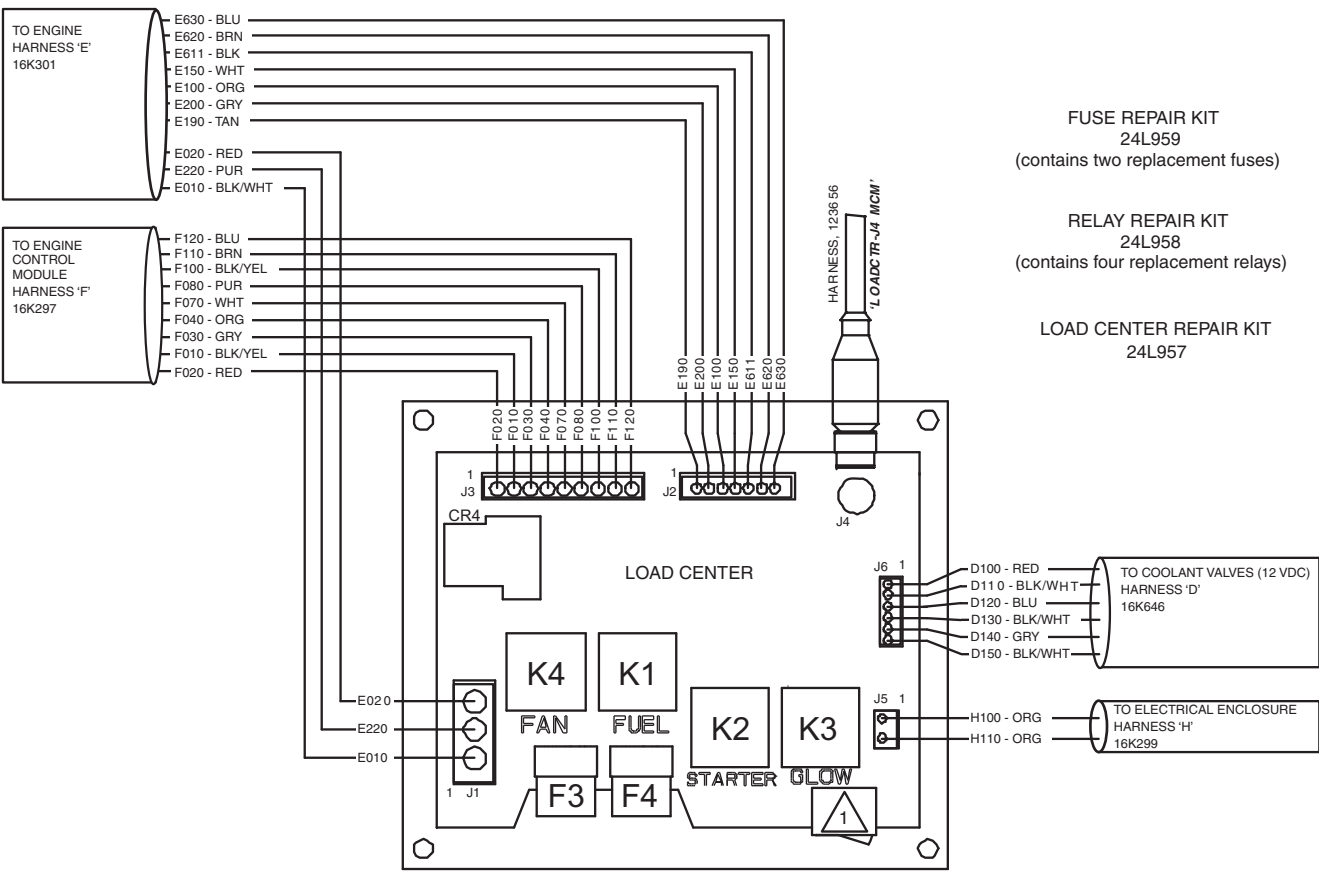 TO ENGINE
HARNESS ‘E’
16K301
E630 - BLU
E620 - BRN
E611 - BLK
E150 - WHT
E100 - ORG
E200 - GRY
E190 - TAN
E020 - RED
E220 - PUR
E010 - BLK/WHT
TO ENGINE
CONTROL
MODULE
HARNESS ‘F’
16K297
F120 - BLU
F110 - BRN
F100 - BLK/YEL
F080 - PUR
F070 - WHT
F040 - ORG
F030 - GRY
F010 - BLK/YEL
F020 - RED
FUSE REPAIR KIT
24L959
(contains two replacement fuses)
RELAY REPAIR KIT
24L958
(contains four replacement relays)
LOAD CENTER REPAIR KIT
24L957
HARNESS, 123656
'LOADCTR-J4 MCM'
F020
F010
F030
F040
F070
F080
F100
F110
F120
E190
E200
E100
E150
E611
E620
E630
1
J3
1
J2
J4
CR4
LOAD CENTER
J6 1
D100 - RED
D110 - BLK/WHT
D120 - BLU
D130 - BLK/WHT
D140 - GRY
D150 - BLK/WHT
TO COOLANT VALVES (12 VDC)
HARNESS ‘D’
16K646
K4
FAN
K1
FUEL
K2
STARTER
K3
GLOW
J5 1
H100 - ORG
H110 - ORG
TO ELECTRICAL ENCLOSURE
HARNESS ‘H’
16K299
E020
E220
E010
1 J1
F3
F4
1